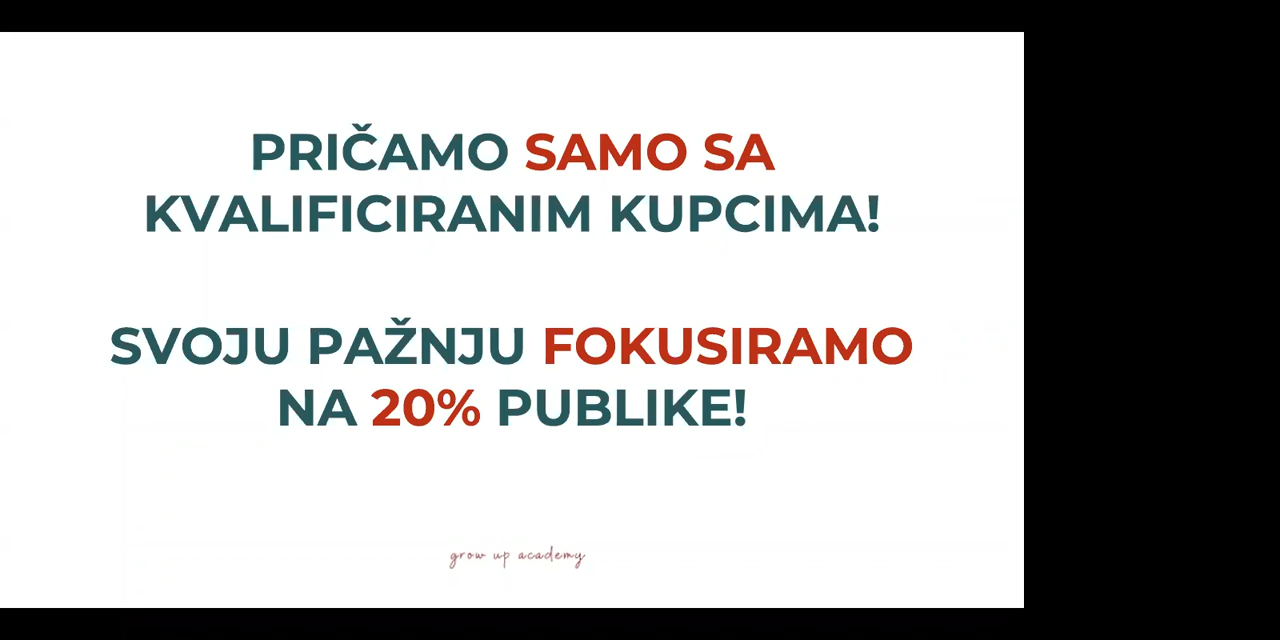 PRIČAMO SAMO SA
KVALIFICIRANIM KUPCIMA!
SVOJU PAŽNJU FOKUSIRAMO
NA 20% PUBLIKE!
grow up academy